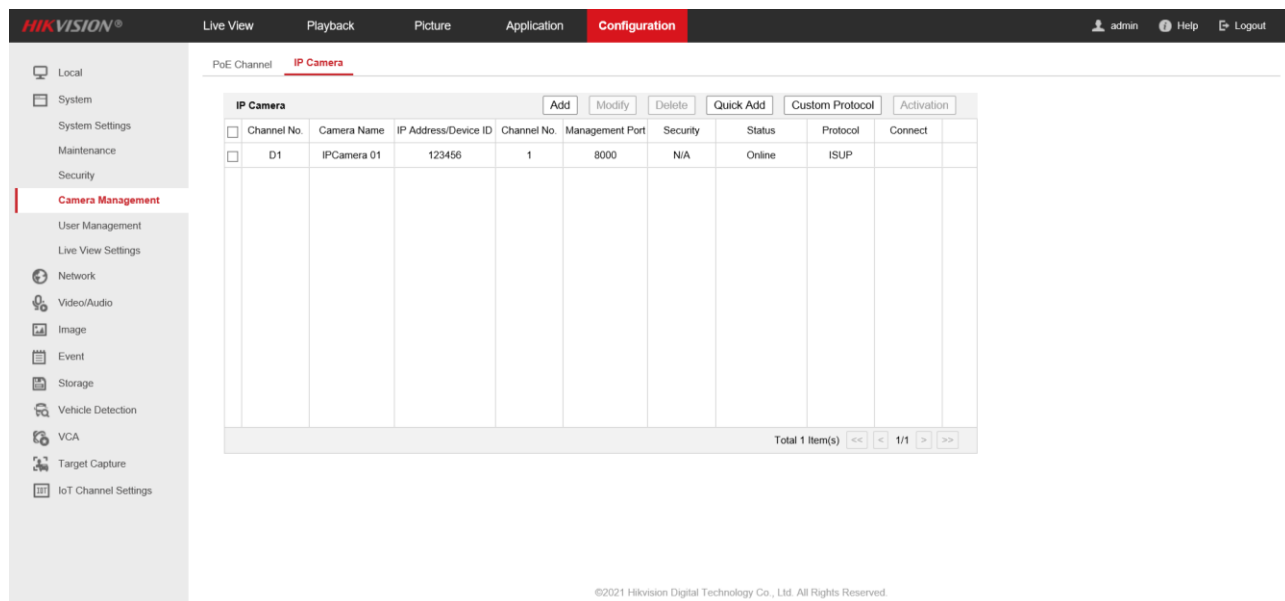 HIKVISION® Live View Playback Picture Application Configuration admin Help Logout
PoE Channel IP Camera
Local
System
System Settings
Maintenance
Security
Camera Management
User Management
Live View Settings
Network
Video/Audio
Image
Event
Storage
Vehicle Detection
VCA
Target Capture
IoT Channel Settings
IP Camera Add Modify Delete Quick Add Custom Protocol Activation
Channel No. Camera Name IP Address/Device ID Channel No. Management Port Security Status Protocol Connect
D1 IPCamera 01 123456 1 8000 N/A Online ISUP
Total 1 Item(s) << < 1/1 > >>
©2021 Hikvision Digital Technology Co., Ltd. All Rights Reserved.